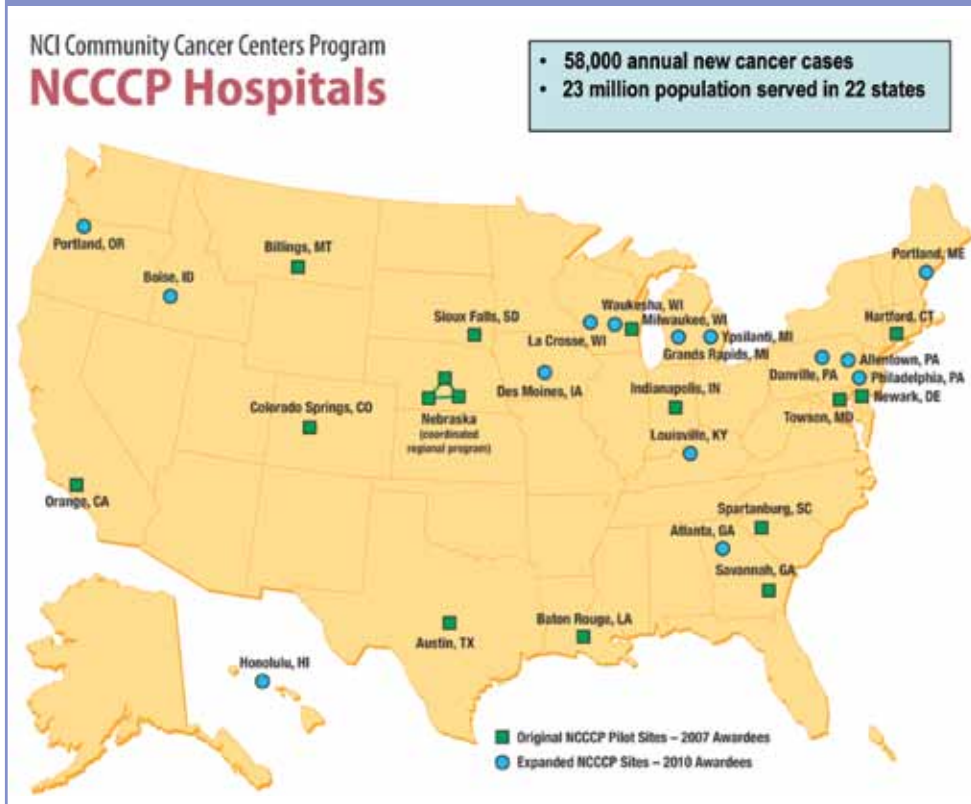 NCI Community Cancer Centers Program
NCCCP Hospitals
• 58,000 annual new cancer cases
• 23 million population served in 22 states
Portland, OR
Billings, MT
Boise, ID
Portland, ME
Waukesha, WI
Sioux Falls, SD
Milwaukee, WI
Hartford, CT
La Crosse, WI
Ypsilanti, MI
Grands Rapids, MI
Allentown, PA
Danville, PA
Philadelphia, PA
Des Moines, IA
Indianapolis, IN
Newark, DE
Colorado Springs, CO
Nebraska
(coordinated
regional program)
Towson, MD
Louisville, KY
Orange, CA
Spartanburg, SC
Atlanta, GA
Savannah, GA
Austin, TX
Baton Rouge, LA
Honolulu, HI
Original NCCCP Pilot Sites – 2007 Awardees
Expanded NCCCP Sites – 2010 Awardees